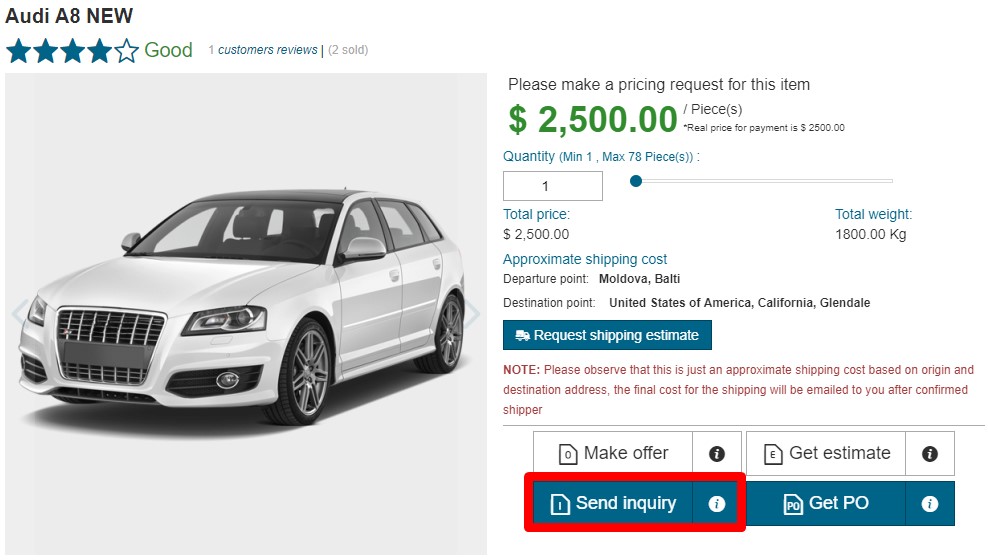 Audi A8 NEW
Good 1 customers reviews | (2 sold)
Please make a pricing request for this item
$ 2,500.00 / Piece(s)
*Real price for payment is $ 2500.00
Quantity (Min 1 , Max 78 Piece(s)) :
1
Total price: Total weight:
$ 2,500.00 1800.00 Kg
Approximate shipping cost
Departure point: Moldova, Balti
Destination point: United States of America, California, Glendale
Request shipping estimate
NOTE: Please observe that this is just an approximate shipping cost based on origin and
destination address, the final cost for the shipping will be emailed to you after confirmed
shipper
O Make offer i E Get estimate i
I Send inquiry i PO Get PO i